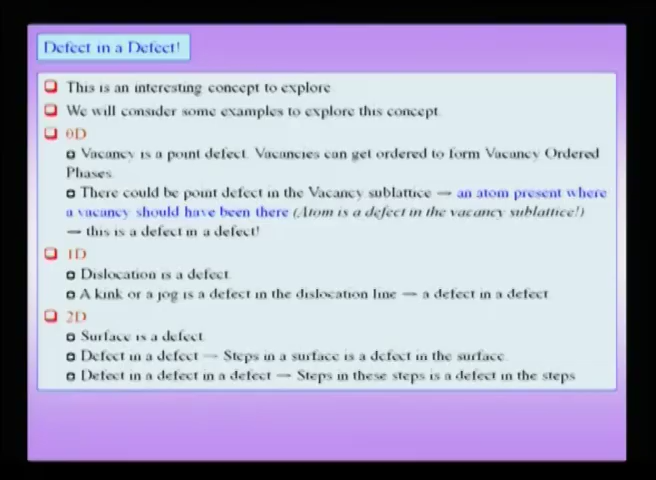 Defect in a Defect!
This is an interesting concept to explore
We will consider some examples to explore this concept
0D
Vacancy is a point defect. Vacancies can get ordered to form Vacancy Ordered
Phases
There could be point defect in the Vacancy sublattice — an atom present where
a vacancy should have been there (Atom is a defect in the vacancy sublattice!)
— this is a defect in a defect!
1D
Dislocation is a defect
A kink or a jog is a defect in the dislocation line — a defect in a defect
2D
Surface is a defect
Defect in a defect — Steps in a surface is a defect in the surface
Defect in a defect in a defect — Steps in these steps is a defect in the steps